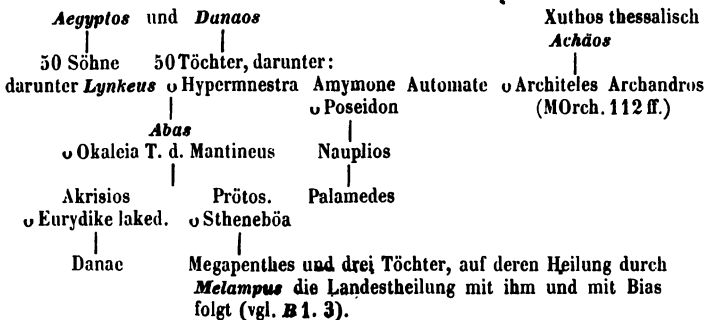 Aegyptos und Danaos Xuthos thessalisch
Achäos
50 Söhne 50 Töchter, darunter:
darunter Lynkeus ᴗ Hypermnestra Amymone Automate ᴗ Architeles Archandros
ᴗ Poseidon (MOrch. 112 ff.)
Abas
ᴗ Okaleia T. d. Mantineus Nauplios
Akrisios Prötos. Palamedes
ᴗ Eurydike laked. ᴗ Stheneböa
Danae Megapenthes und drei Töchter, auf deren Heilung durch
Melampus die Landestheilung mit ihm und mit Bias
folgt (vgl. B 1. 3).